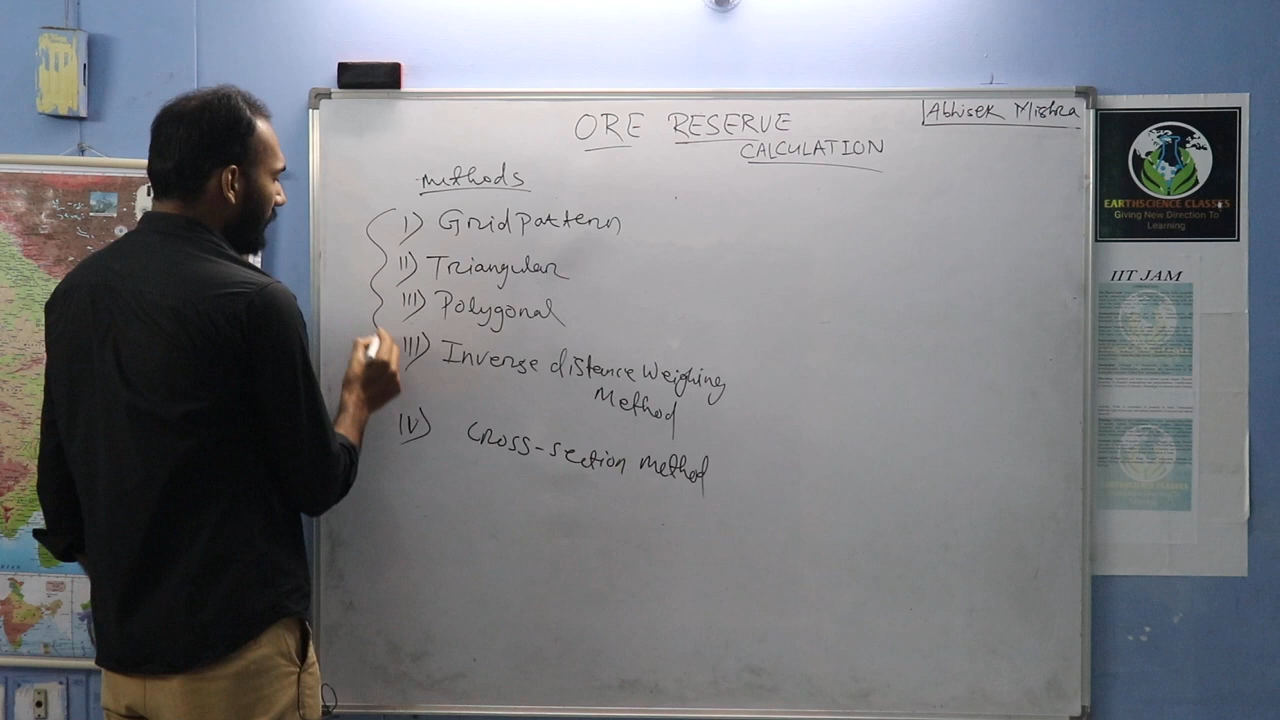 ORE RESERVE
CALCULATION
Abhisek Mishra
methods
I) Grid pattern
II) Triangular
III) Polygonal
III) Inverse distance Weighing
Method
IV) Cross-section Method
EARTHSCIENCE CLASSES
Giving New Direction To
Learning
IIT JAM